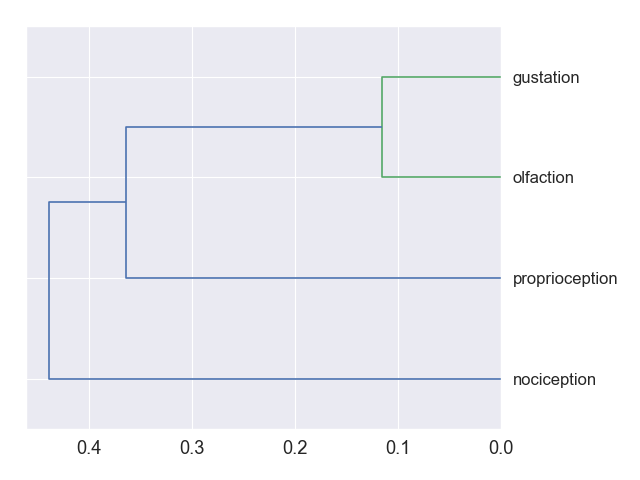 gustation
olfaction
proprioception
nociception
0.4 0.3 0.2 0.1 0.0